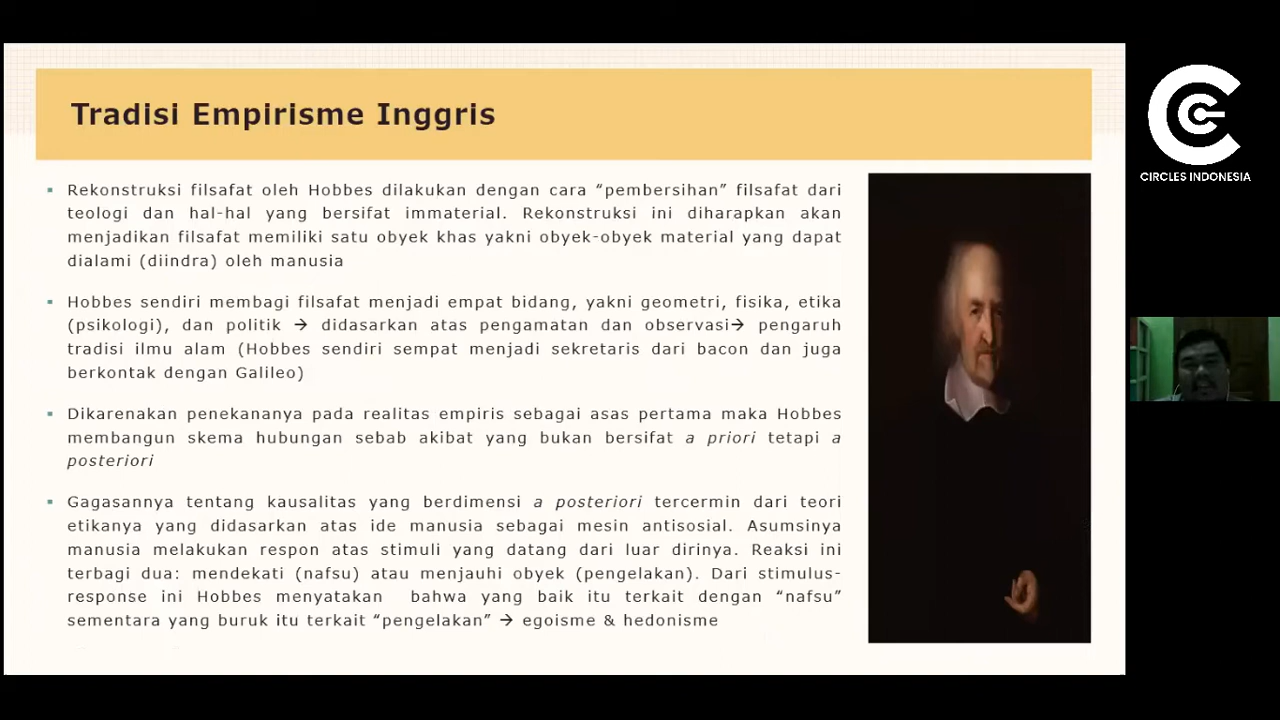 Tradisi Empirisme Inggris
▪ Rekonstruksi filsafat oleh Hobbes dilakukan dengan cara “pembersihan” filsafat dari
teologi dan hal-hal yang bersifat immaterial. Rekonstruksi ini diharapkan akan
menjadikan filsafat memiliki satu obyek khas yakni obyek-obyek material yang dapat
dialami (diindra) oleh manusia
▪ Hobbes sendiri membagi filsafat menjadi empat bidang, yakni geometri, fisika, etika
(psikologi), dan politik → didasarkan atas pengamatan dan observasi→ pengaruh
tradisi ilmu alam (Hobbes sendiri sempat menjadi sekretaris dari bacon dan juga
berkontak dengan Galileo)
▪ Dikarenakan penekananya pada realitas empiris sebagai asas pertama maka Hobbes
membangun skema hubungan sebab akibat yang bukan bersifat a priori tetapi a
posteriori
▪ Gagasannya tentang kausalitas yang berdimensi a posteriori tercermin dari teori
etikanya yang didasarkan atas ide manusia sebagai mesin antisosial. Asumsinya
manusia melakukan respon atas stimuli yang datang dari luar dirinya. Reaksi ini
terbagi dua: mendekati (nafsu) atau menjauhi obyek (pengelakan). Dari stimulus-
response ini Hobbes menyatakan bahwa yang baik itu terkait dengan “nafsu”
sementara yang buruk itu terkait “pengelakan” → egoisme & hedonisme
CIRCLES INDONESIA